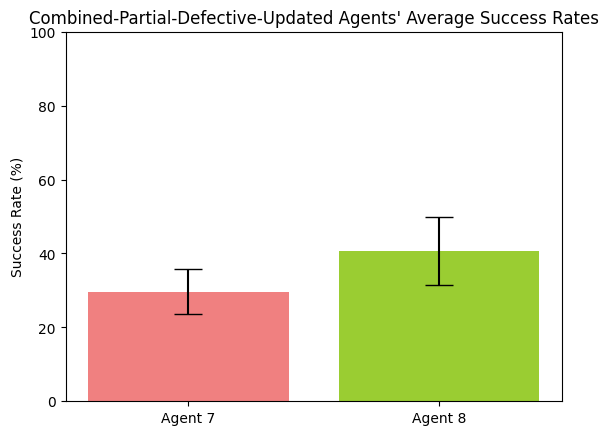 Combined-Partial-Defective-Updated Agents' Average Success Rates
100
80
60
40
20
0
Success Rate (%)
Agent 7
Agent 8